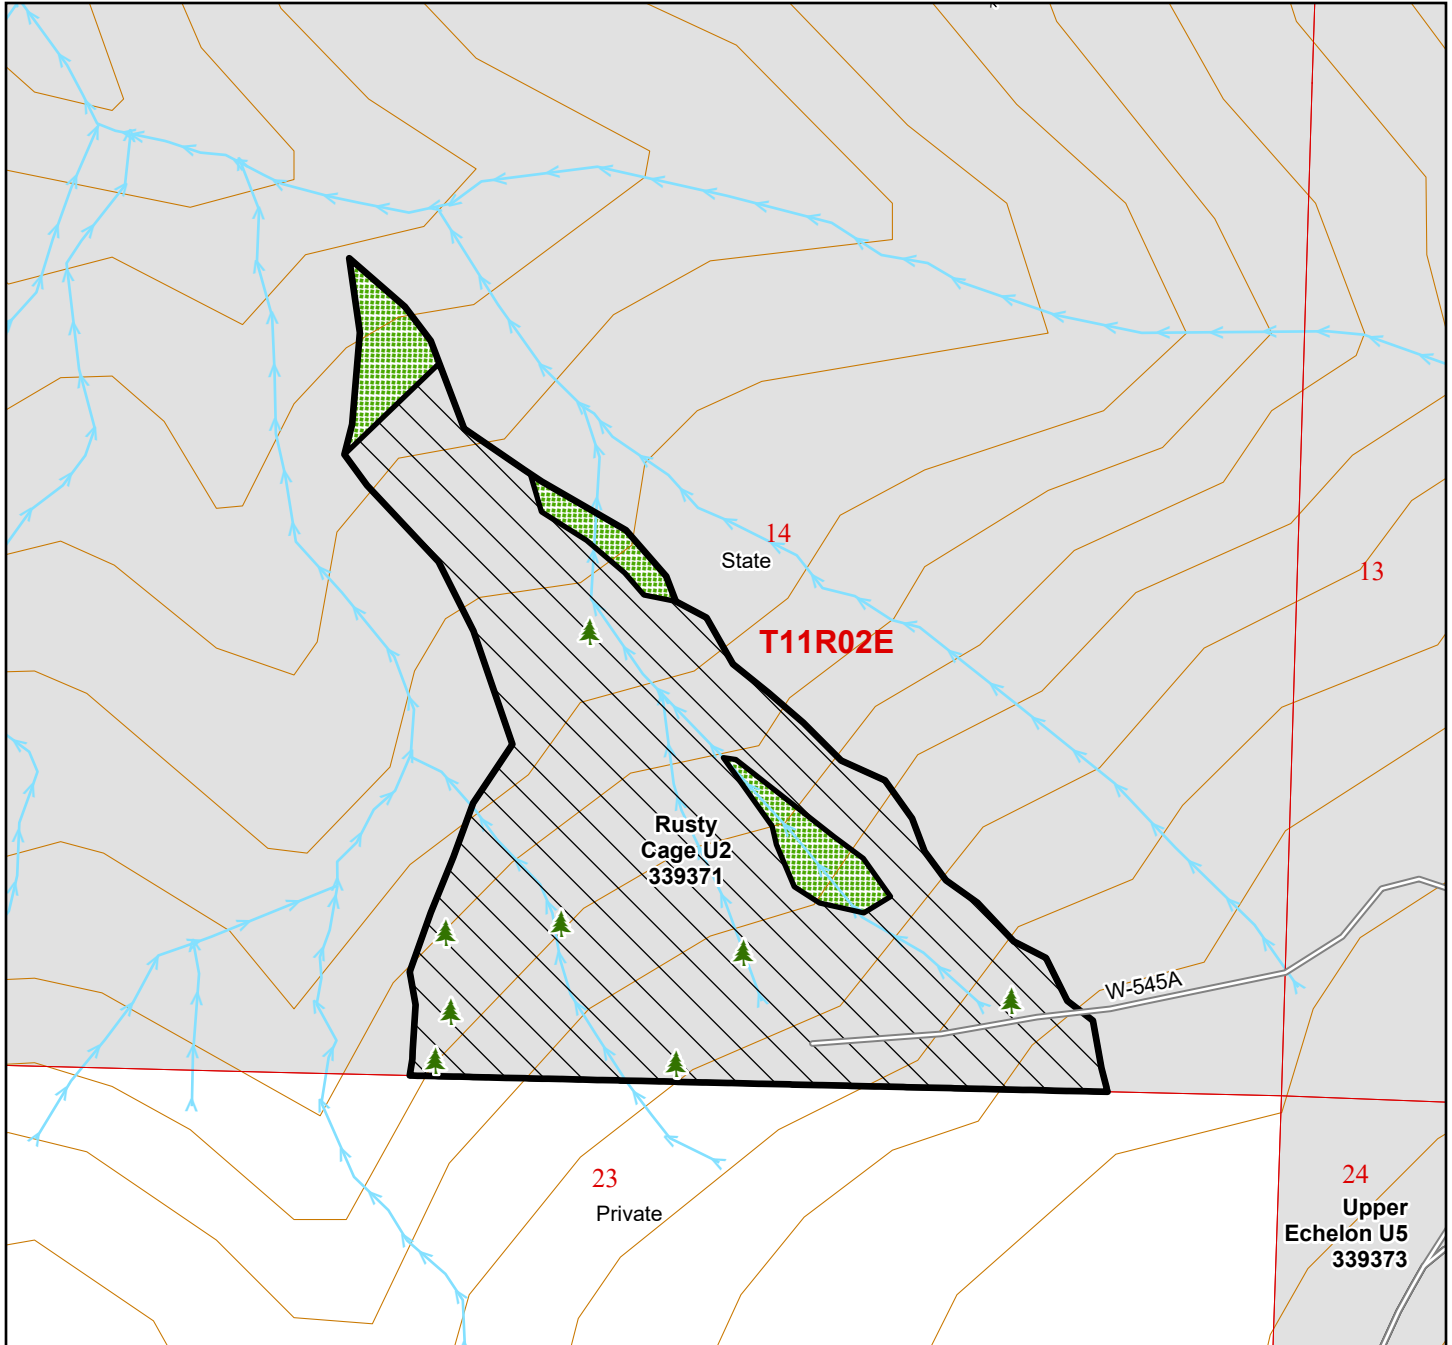 14
State
13
T11R02E
Rusty
Cage U2
339371
W-545A
23
Private
24
Upper
Echelon U5
339373